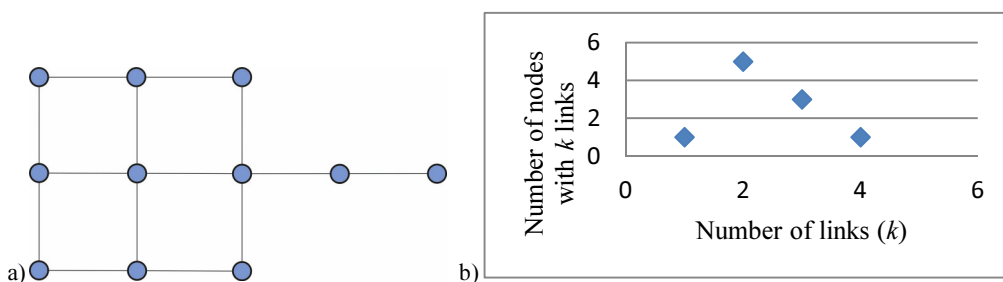 a)
b)
Number of nodes
with k links
6
4
2
0
0 2 4 6
Number of links (k)